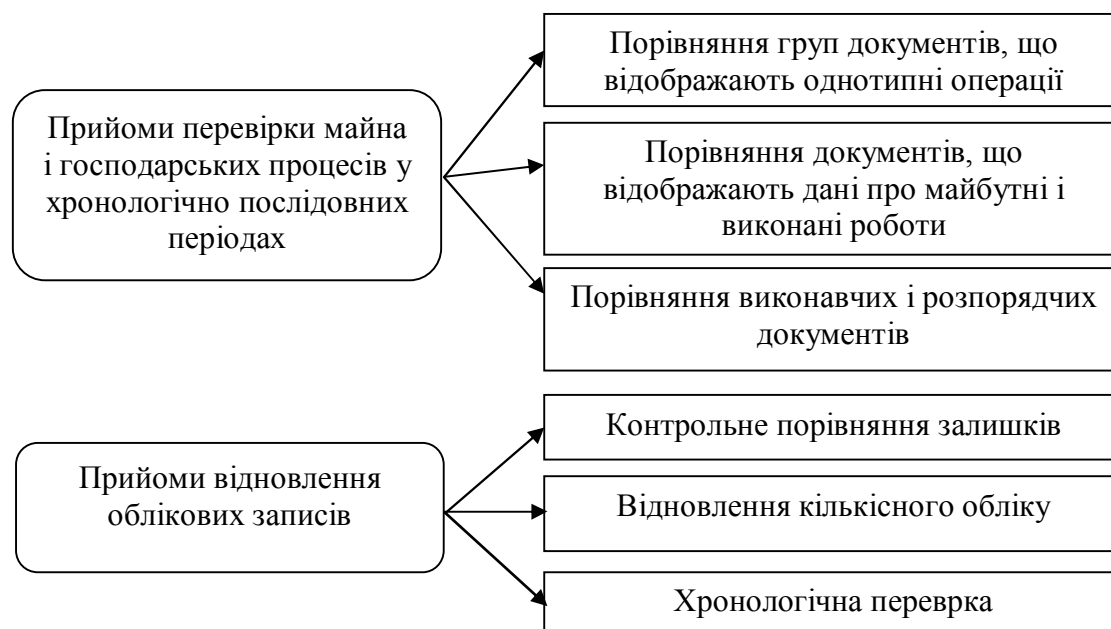 Порівняння груп документів, що
відображають однотипні операції
Прийоми перевірки майна
і господарських процесів у
хронологічно послідовних
періодах
Порівняння документів, що
відображають дані про майбутні і
виконані роботи
Порівняння виконавчих і розпорядчих
документів
Контрольне порівняння залишків
Прийоми відновлення
облікових записів
Відновлення кількісного обліку
Хронологічна переврка